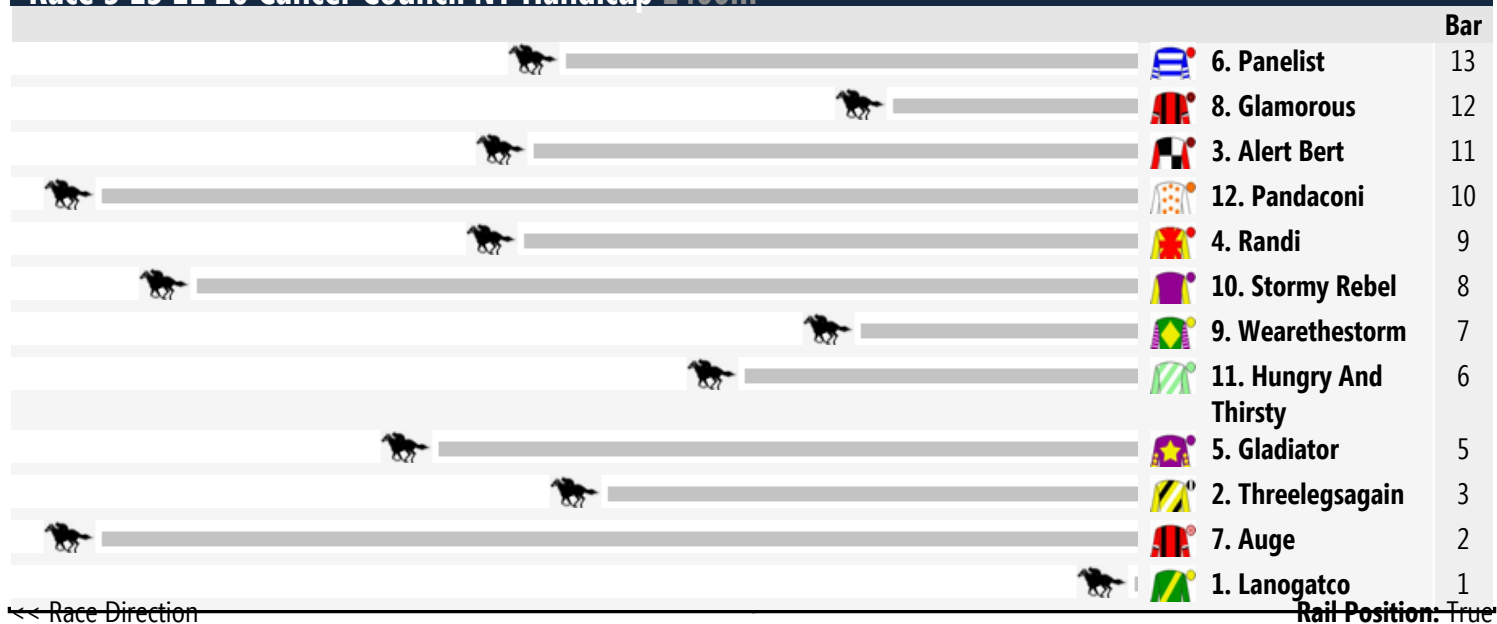 Bar
6. Panelist 13
8. Glamorous 12
3. Alert Bert 11
12. Pandaconi 10
4. Randi 9
10. Stormy Rebel 8
9. Wearethestorm 7
11. Hungry And 6
Thirsty
5. Gladiator 5
2. Threelegsagain 3
7. Auge 2
1. Lanogatco 1
<< Race Direction Rail Position: True